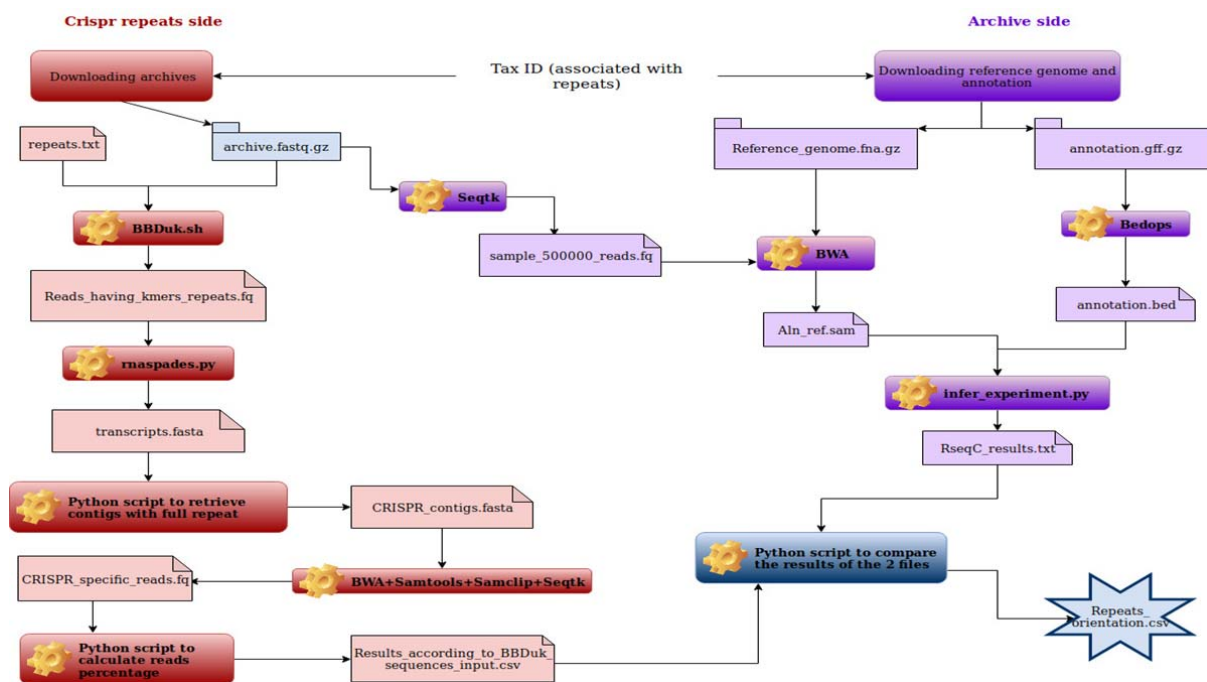 Crispr repeats side
Archive side
Downloading archives
Tax ID (associated with
repeats)
Downloading reference genome and
annotation
repeats.txt
archive.fastq.gz
Reference_genome.fna.gz
annotation.gff.gz
Seqtk
BBDuk.sh
Bedops
sample_500000_reads.fq
BWA
Reads_having_kmers_repeats.fq
annotation.bed
Aln_ref.sam
rnaspades.py
infer_experiment.py
transcripts.fasta
RseqC_results.txt
Python script to retrieve
contigs with full repeat
CRISPR_contigs.fasta
Python script to compare
the results of the 2 files
CRISPR_specific_reads.fq
BWA+Samtools+Samclip+Seqtk
Repeats_
orientation.csv
Python script to
calculate reads
percentage
Results_according_to_BBDuk_
sequences_input.csv